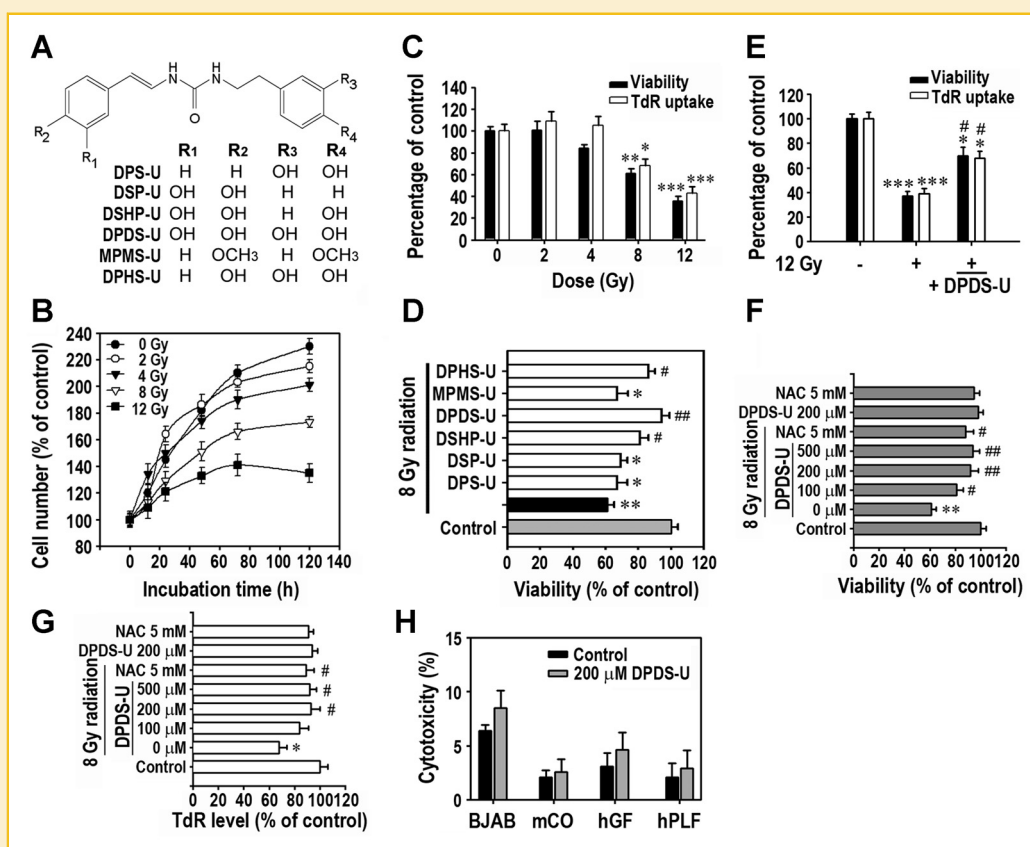 A
N
H
H
N
O
R2
R1
R3
R4
R1 R2 R3 R4
DPS-U H H OH OH
DSP-U OH OH H H
DSHP-U OH OH H OH
DPDS-U OH OH OH OH
MPMS-U H OCH3 H OCH3
DPHS-U H OH OH OH
B
Cell number (% of control)
240
220
200
180
160
140
120
100
80
0 Gy
2 Gy
4 Gy
8 Gy
12 Gy
0 20 40 60 80 100 120 140
Incubation time (h)
C
Percentage of control
Viability
TdR uptake
140
120
100
80
60
40
20
0
** *
*** ***
0 2 4 8 12
Dose (Gy)
D
8 Gy radiation
DPHS-U #
MPMS-U *
DPDS-U ##
DSHP-U #
DSP-U *
DPS-U *
**
Control
0 20 40 60 80 100 120
Viability (% of control)
E
Percentage of control
Viability
TdR uptake
120
100
80
60
40
20
0
*** ***
# #
* *
12 Gy - + +
+ DPDS-U
F
8 Gy radiation
DPDS-U
NAC 5 mM
DPDS-U 200 μM
NAC 5 mM #
500 μM ##
200 μM ##
100 μM #
0 μM **
Control
0 20 40 60 80 100 120
Viability (% of control)
G
8 Gy radiation
DPDS-U
NAC 5 mM
DPDS-U 200 μM
NAC 5 mM #
500 μM #
200 μM #
100 μM
0 μM *
Control
0 20 40 60 80 100 120
TdR level (% of control)
H
Cytotoxicity (%)
Control
200 μM DPDS-U
15
10
5
0
BJAB mCO hGF hPLF